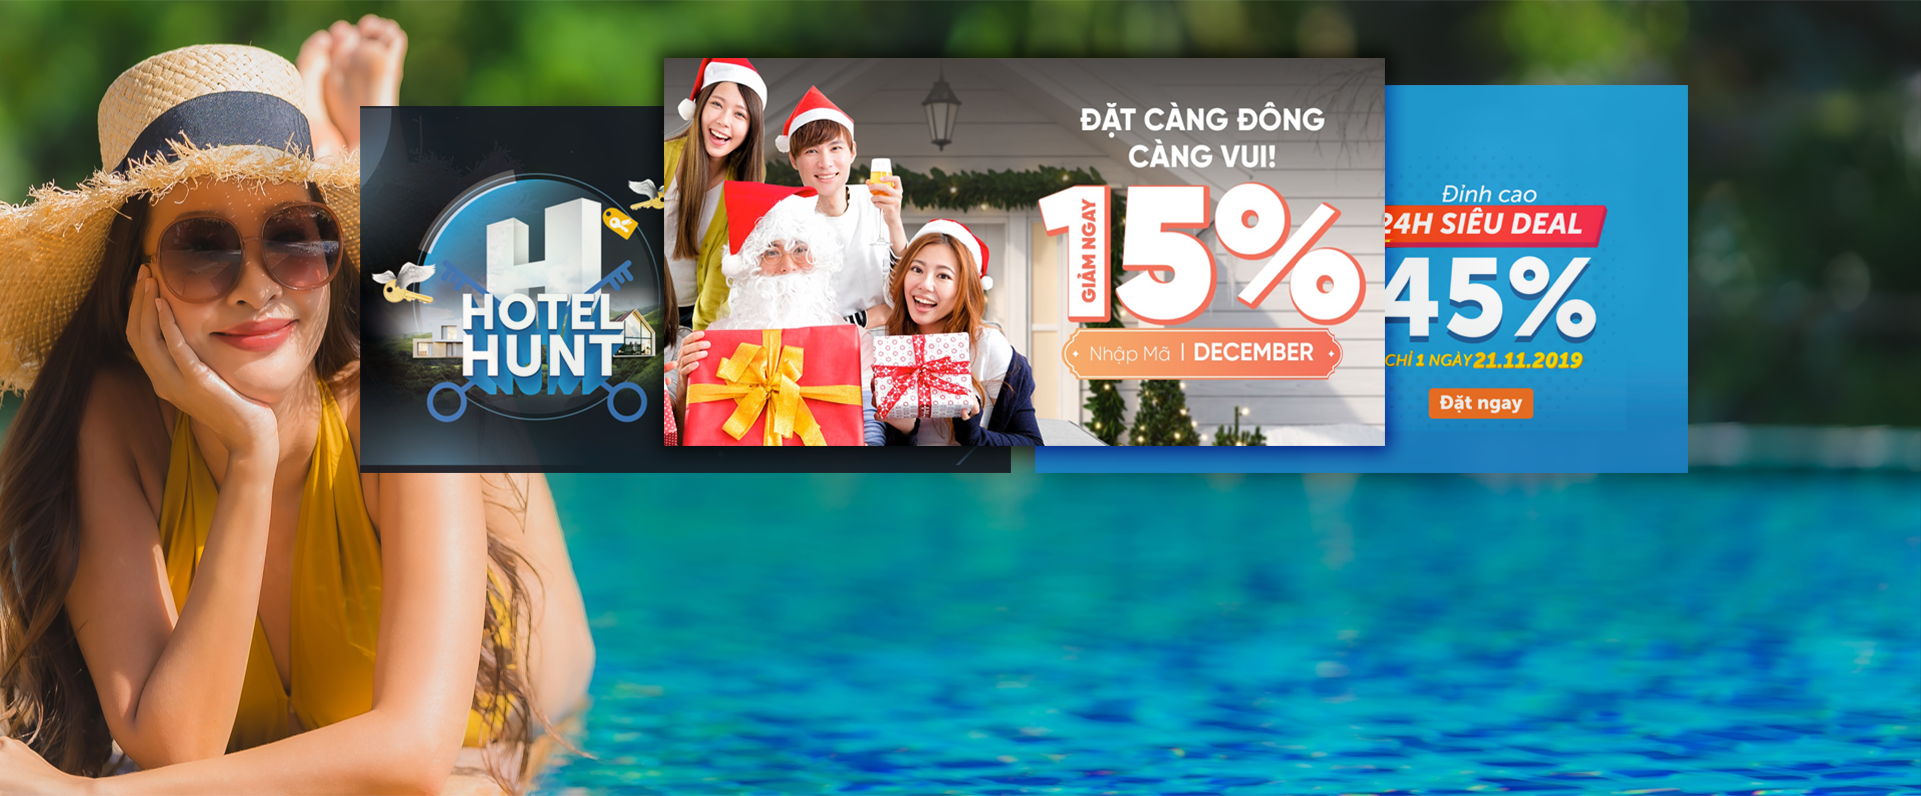 HOTEL
HUNT
ĐẶT CÀNG ĐÔNG
CÀNG VUI!
GIẢM NGAY
15%
Nhập Mã | DECEMBER
Đỉnh cao
24H SIÊU DEAL
45%
CHỈ 1 NGÀY 21.11.2019
Đặt ngay